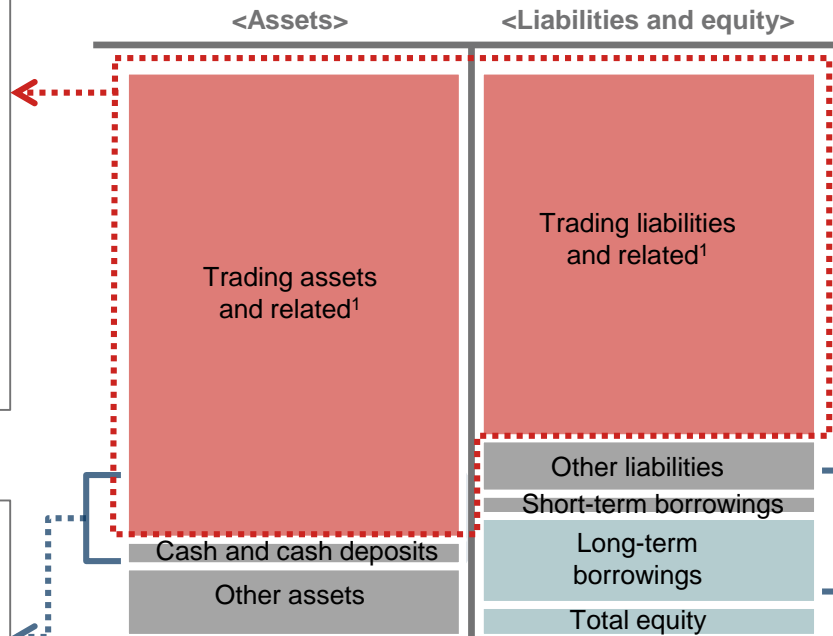 <Assets>
<Liabilities and equity>
Trading assets
and related¹
Trading liabilities
and related¹
Cash and cash deposits
Other assets
Other liabilities
Short-term borrowings
Long-term
borrowings
Total equity